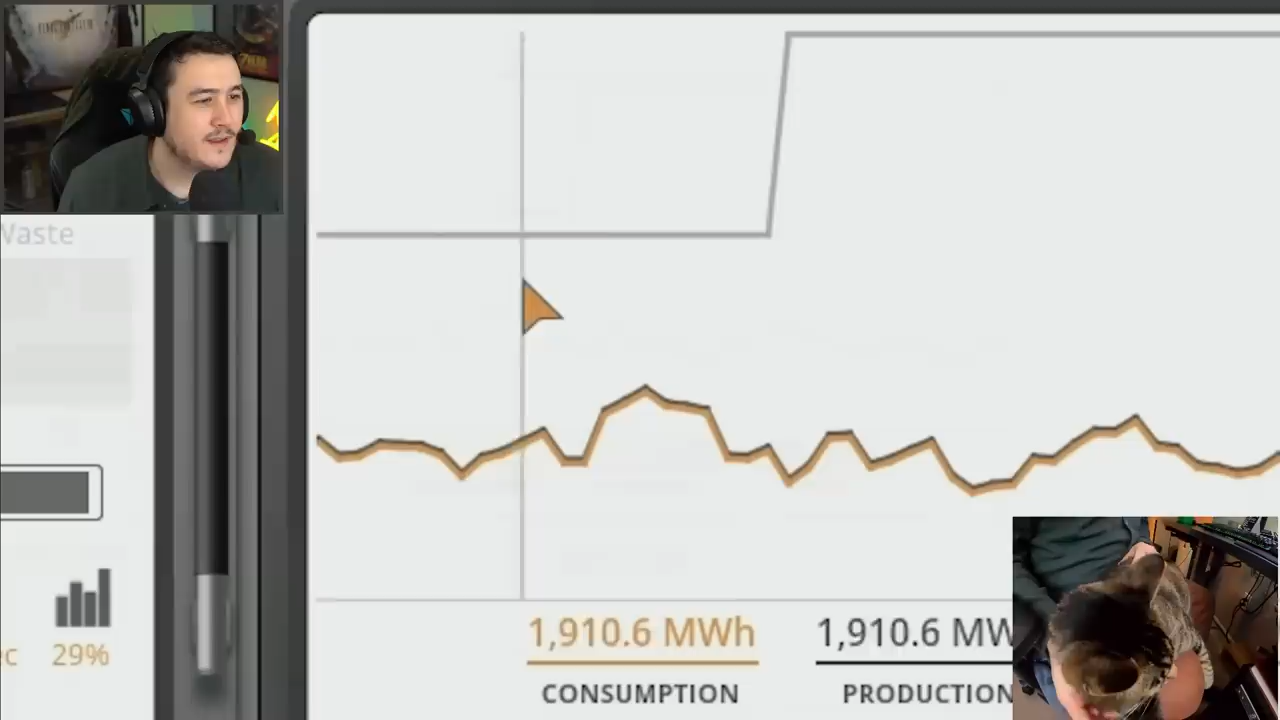 Waste
29%
1,910.6 MWh
CONSUMPTION
1,910.6 MW
PRODUCTION